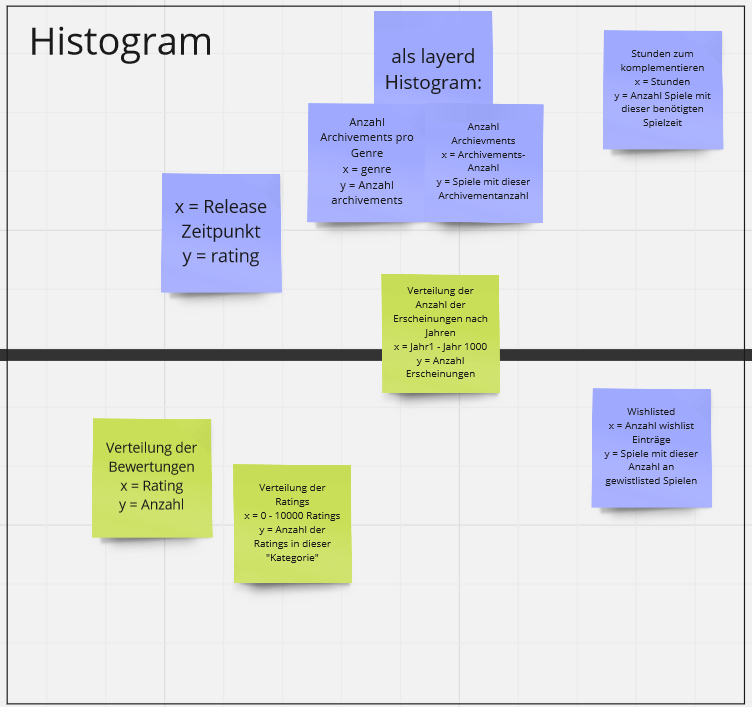 Histogram
als layerd
Histogram:
Stunden zum
komplementieren
x = Stunden
y = Anzahl Spiele mit
dieser benötigten
Spielzeit
Anzahl
Archivements pro
Genre
x = genre
y = Anzahl
archivements
Anzahl
Archievments
x = Archivements-
Anzahl
y = Spiele mit dieser
Archivementanzahl
x = Release
Zeitpunkt
y = rating
Verteilung der
Anzahl der
Erscheinungen nach
Jahren
x = Jahr1 - Jahr 1000
y = Anzahl
Erscheinungen
Verteilung der
Bewertungen
x = Rating
y = Anzahl
Verteilung der
Ratings
x = 0 - 10000 Ratings
y = Anzahl der
Ratings in dieser
"Kategorie"
Wishlisted
x = Anzahl wishlist
Einträge
y = Spiele mit dieser
Anzahl an
gewistlisted Spielen